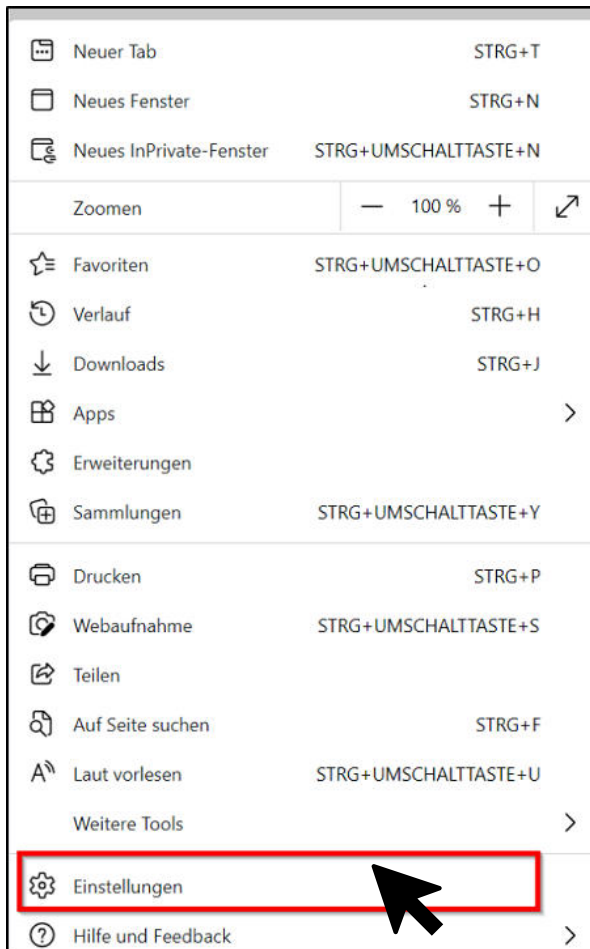 Neuer Tab STRG+T
Neues Fenster STRG+N
Neues InPrivate-Fenster STRG+UMSCHALTTASTE+N
Zoomen — 100 % +
Favoriten STRG+UMSCHALTTASTE+O
Verlauf STRG+H
Downloads STRG+J
Apps
Erweiterungen
Sammlungen STRG+UMSCHALTTASTE+Y
Drucken STRG+P
Webaufnahme STRG+UMSCHALTTASTE+S
Teilen
Auf Seite suchen STRG+F
Laut vorlesen STRG+UMSCHALTTASTE+U
Weitere Tools
Einstellungen
Hilfe und Feedback